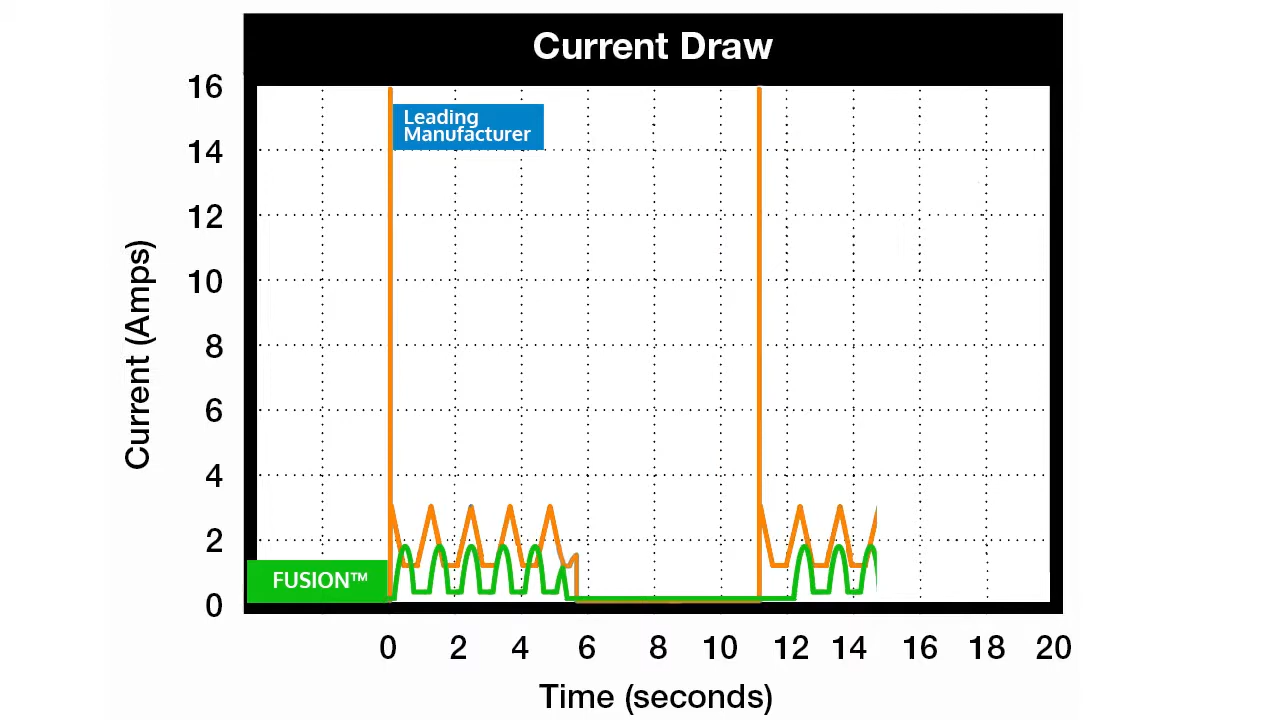 Current Draw
16
Leading
Manufacturer
14
12
10
8
6
4
2
0
Current (Amps)
FUSION™
0 2 4 6 8 10 12 14 16 18 20
Time (seconds)